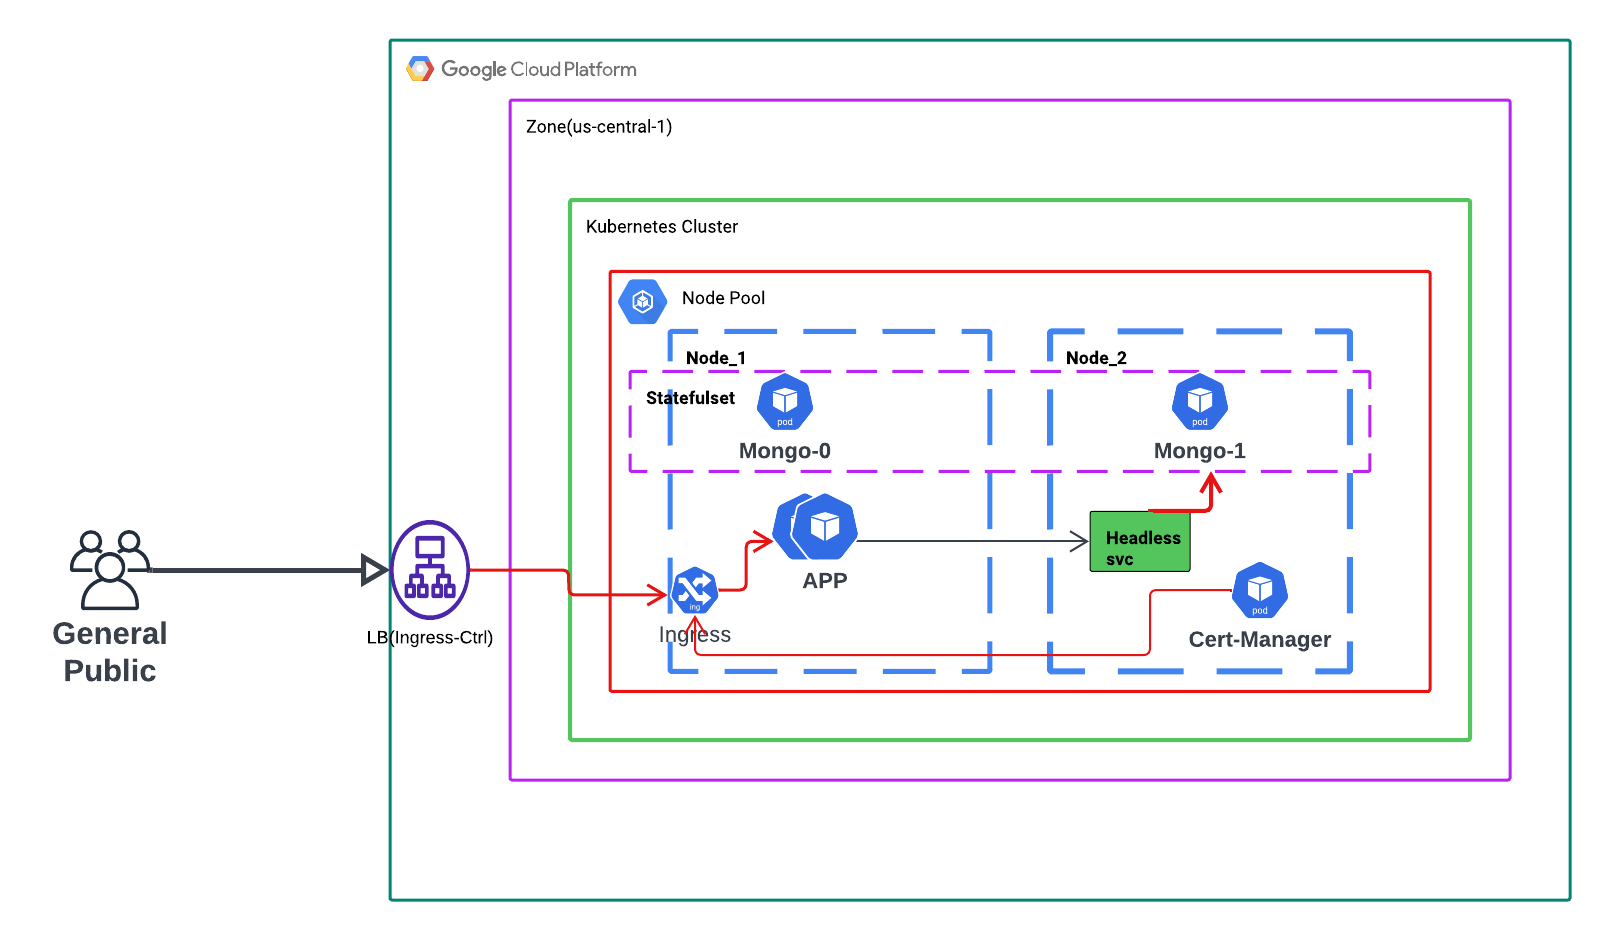 Google Cloud Platform
Zone(us-central-1)
Kubernetes Cluster
Node Pool
Node_1
Node_2
Statefulset
pod
pod
Mongo-0
Mongo-1
Headless
svc
APP
ing
pod
Ingress
LB(Ingress-Ctrl)
Cert-Manager
General
Public